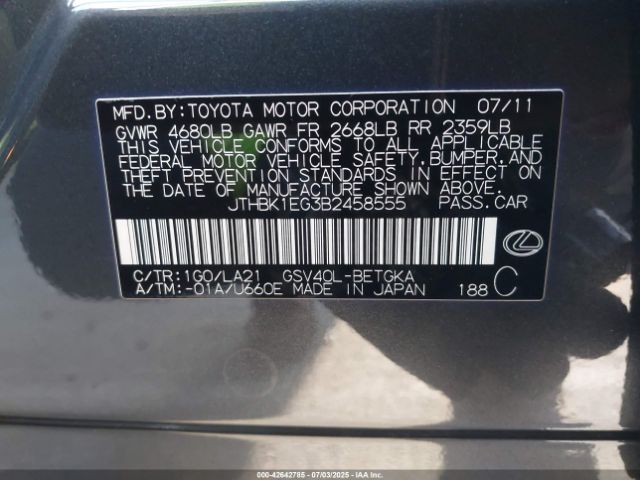 MFD. BY: TOYOTA MOTOR CORPORATION 07/11
GVWR 4680LB GAWR FR 2668LB RR 2359LB
THIS VEHICLE CONFORMS TO ALL APPLICABLE
FEDERAL MOTOR VEHICLE SAFETY, BUMPER, AND
THEFT PREVENTION STANDARDS IN EFFECT ON
THE DATE OF MANUFACTURE SHOWN ABOVE.
JTHBK1EG3B2458555 PASS. CAR
C/TR: 1G0/LA21 GSV40L-BETGKA
A/TM: -01A/U660E MADE IN JAPAN 188 C
000-42642785 - 07/03/2025 - IAAI.COM